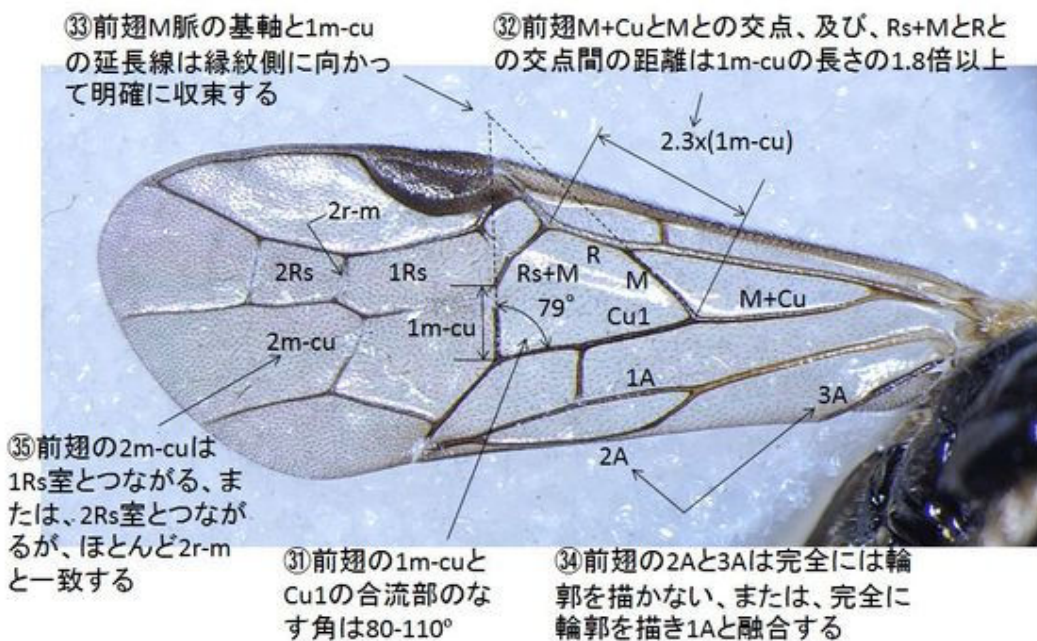 ㉝前翅M脈の基軸と1m-cu
の延長線は縁紋側に向かっ
て明確に収束する
㉜前翅M+CuとMとの交点、及び、Rs+MとRと
の交点間の距離は1m-cuの長さの1.8倍以上
2.3x(1m-cu)
2r-m
2Rs
1Rs
Rs+M
R
M
M+Cu
79°
Cu1
1m-cu
2m-cu
1A
3A
2A
㉟前翅の2m-cuは
1Rs室とつながる、ま
たは、2Rs室とつなが
るが、ほとんど2r-m
と一致する
㉛前翅の1m-cuと
Cu1の合流部のな
す角は80-110°
㉞前翅の2Aと3Aは完全には輪
郭を描かない、または、完全に
輪郭を描き1Aと融合する